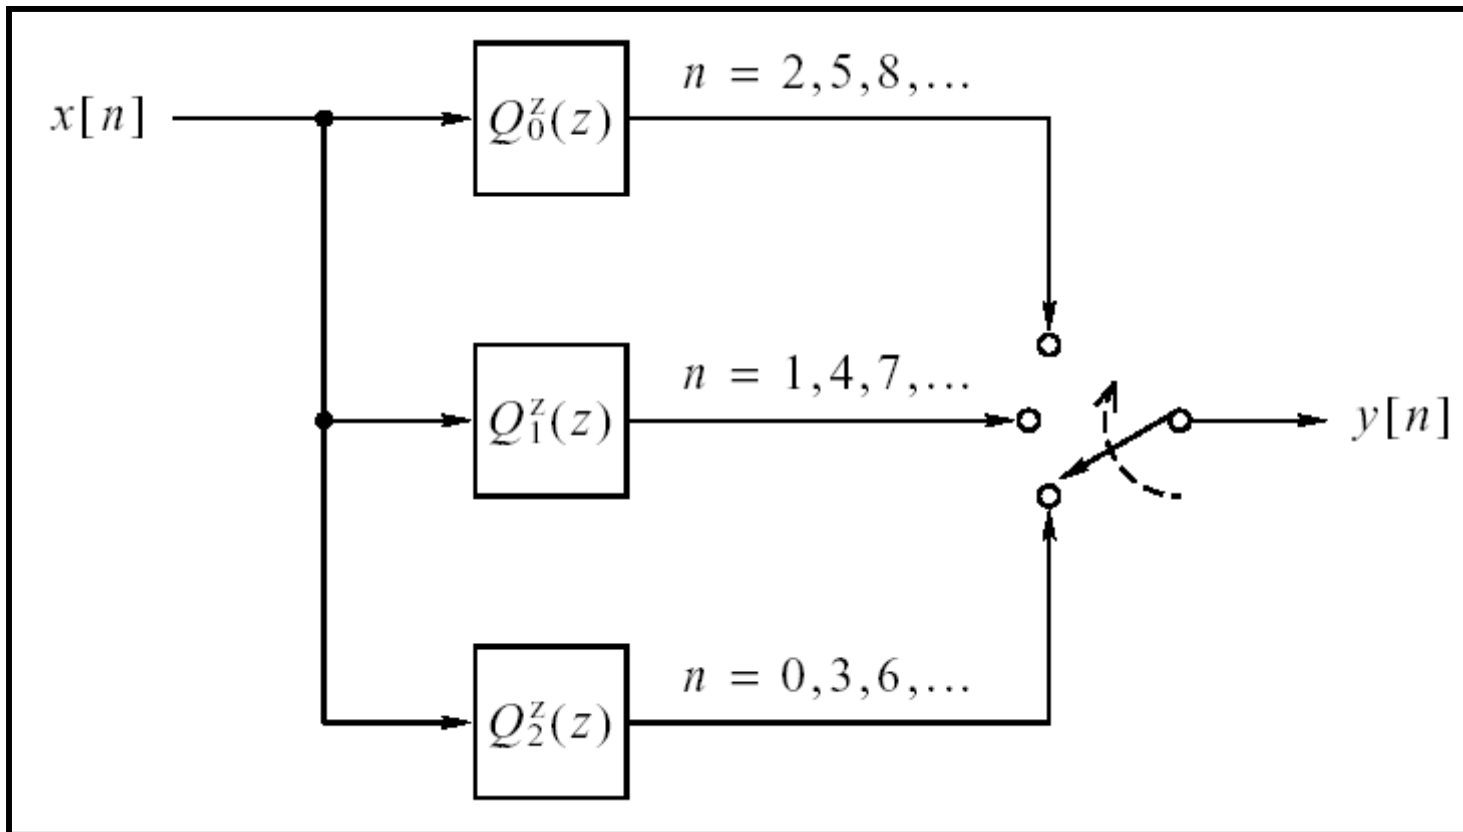 n = 2,5,8,...
x[n]
Q_0^z(z)
n = 1,4,7,...
Q_1^z(z)
y[n]
n = 0,3,6,...
Q_2^z(z)